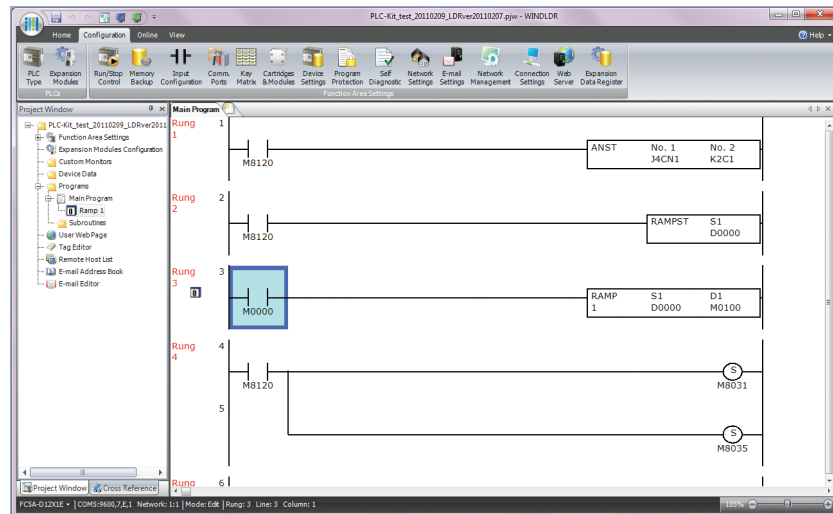 PLC-Kit_test_20110209_LDRver20110207.pjw - WINDLDR
Home Configuration Online View Help
PLC Type
Expansion Modules
Run/Stop Control
Memory Backup
Input Configuration
Comm. Ports
Key Matrix
Cartridges & Modules
Device Settings
Program Protection
Self Diagnostic
Network Settings
E-mail Settings
Network Management
Connection Settings
Web Server
Expansion Data Register
PLCs Function Area Settings
Project Window
PLC-Kit_test_20110209_LDRver2011
Function Area Settings
Expansion Modules Configuration
Custom Monitors
Device Data
Programs
Main Program
Ramp 1
Subroutines
User Web Page
Tag Editor
Remote Host List
E-mail Address Book
E-mail Editor
Project Window Cross Reference
Main Program
Rung 1 1
M8120
ANST No. 1 No. 2
J4CN1 K2C1
Rung 2 2
M8120
RAMPST S1
D0000
Rung 3 3
M0000
RAMP S1 D1
1 D0000 M0100
Rung 4 4
M8120
S
M8031
5
S
M8035
Rung 6
FC5A-D12X1E COM5:9600,7,E,1 Network: 1:1 Mode: Edit Rung: 3 Line: 3 Column: 1 105%